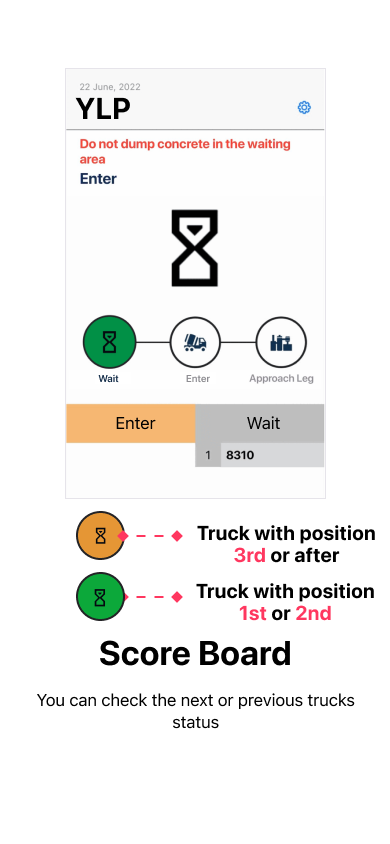 22 June, 2022
YLP
Do not dump concrete in the waiting
area
Enter
Wait
Enter
Approach Leg
Enter
Wait
1
8310
Truck with position
3rd or after
Truck with position
1st or 2nd
Score Board
You can check the next or previous trucks
status